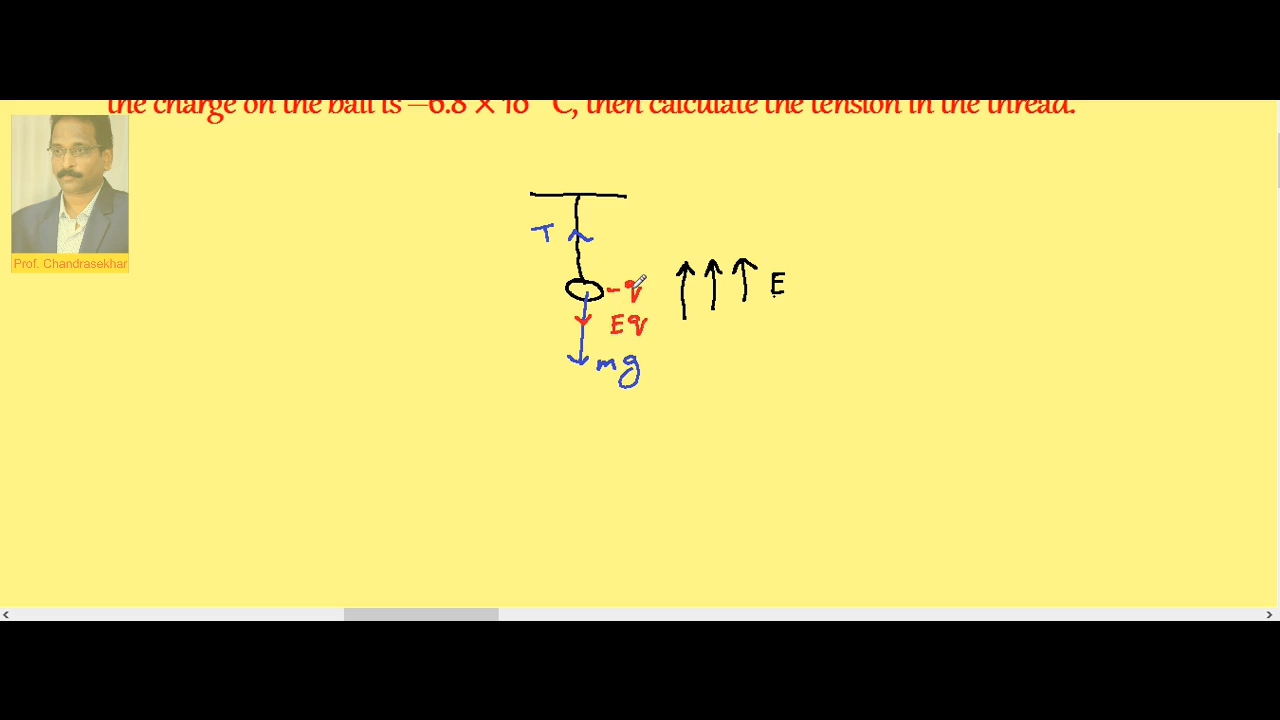 the charge on the ball is −6.8 × 10 C, then calculate the tension in the thread.
Prof. Chandrasekhar
T
- q
E
Eq
mg